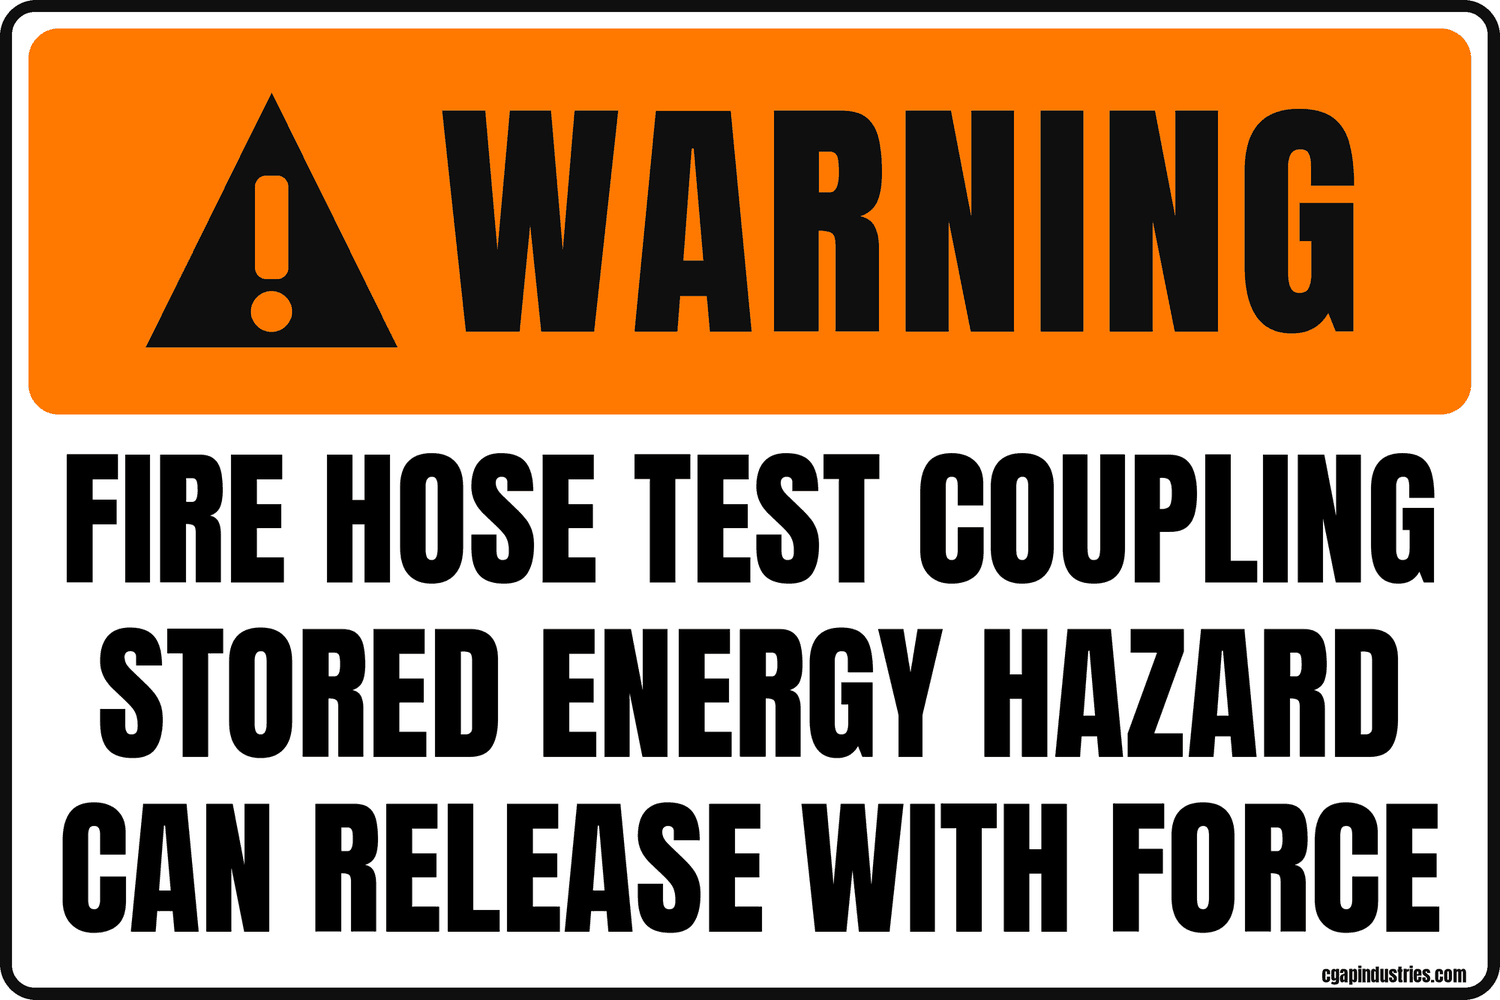 WARNING
FIRE HOSE TEST COUPLING
STORED ENERGY HAZARD
CAN RELEASE WITH FORCE
cgapindustries.com